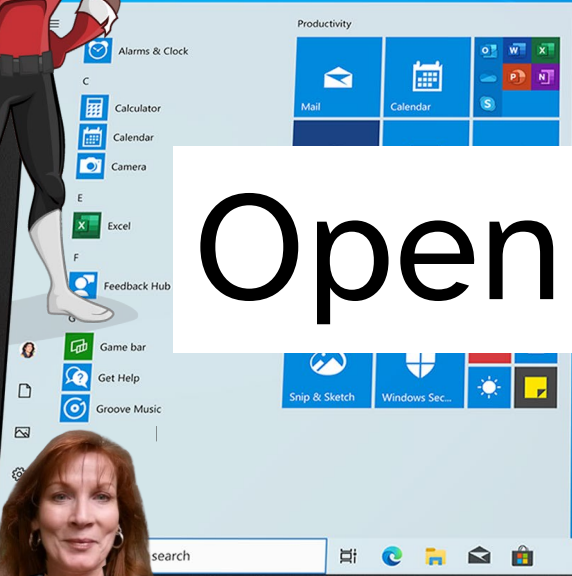 Productivity
Alarms & Clock
C
Calculator
Calendar
Camera
E
Excel
F
Feedback Hub
G
Game bar
Get Help
Groove Music
Mail
Calendar
Open
Snip & Sketch
Windows Sec...
search